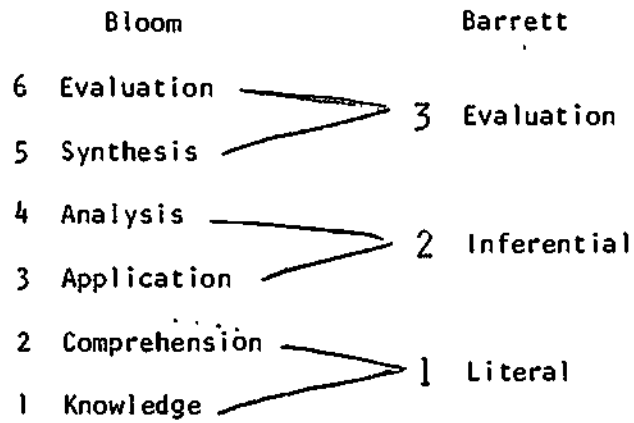 Bloom Barrett
6 Evaluation
3 Evaluation
5 Synthesis
4 Analysis
2 Inferential
3 Application
2 Comprehension
1 Literal
1 Knowledge